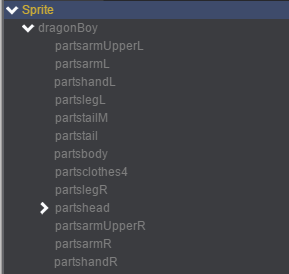 Sprite
dragonBoy
partsarmUpperL
partsarmL
partshandL
partslegL
partstailM
partstail
partsbody
partsclothes4
partslegR
partshead
partsarmUpperR
partsarmR
partshandR